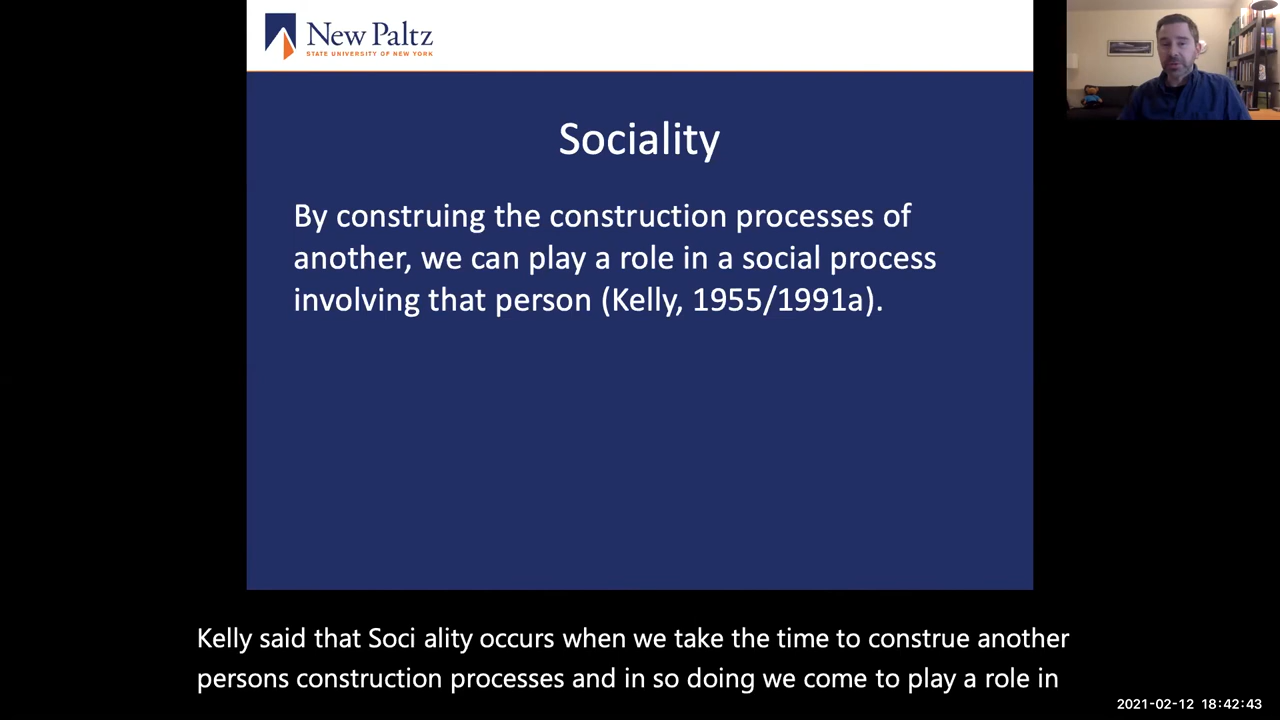 New Paltz
STATE UNIVERSITY OF NEW YORK
Sociality
By construing the construction processes of
another, we can play a role in a social process
involving that person (Kelly, 1955/1991a).
Kelly said that Soci ality occurs when we take the time to construe another
persons construction processes and in so doing we come to play a role in
2021-02-12 18:42:43